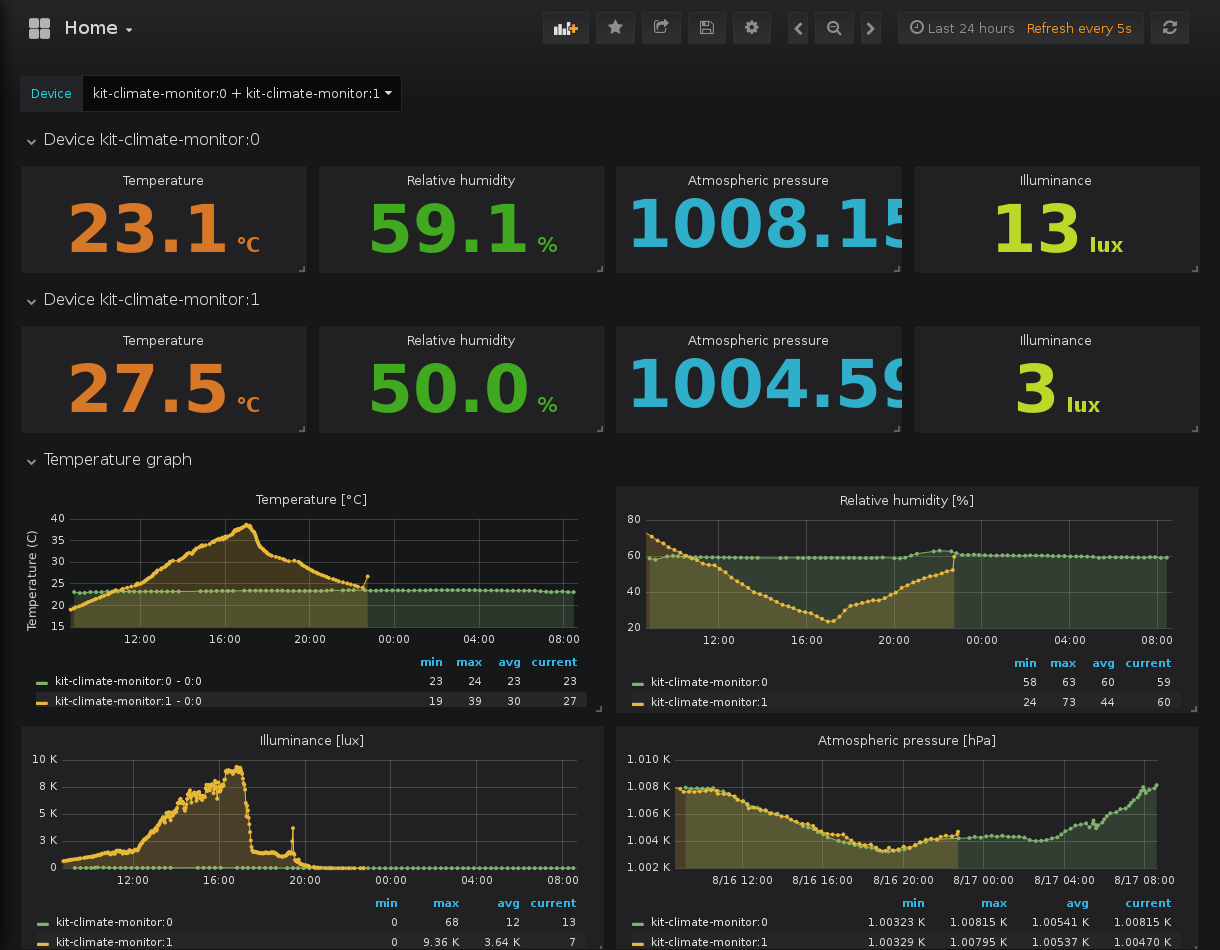 Home
Last 24 hours Refresh every 5s
Device kit-climate-monitor:0 + kit-climate-monitor:1
Device kit-climate-monitor:0
Temperature Relative humidity Atmospheric pressure Illuminance
23.1 °C 59.1 % 1008.15 13 lux
Device kit-climate-monitor:1
Temperature Relative humidity Atmospheric pressure Illuminance
27.5 °C 50.0 % 1004.59 3 lux
Temperature graph
Temperature [°C]
Temperature (C)
40
35
30
25
20
15
12:00 16:00 20:00 00:00 04:00 08:00
min max avg current
kit-climate-monitor:0 - 0:0 23 24 23 23
kit-climate-monitor:1 - 0:0 19 39 30 27
Relative humidity [%]
80
60
40
20
12:00 16:00 20:00 00:00 04:00 08:00
min max avg current
kit-climate-monitor:0 58 63 60 59
kit-climate-monitor:1 24 73 44 60
Illuminance [lux]
10 K
8 K
5 K
3 K
0
12:00 16:00 20:00 00:00 04:00 08:00
min max avg current
kit-climate-monitor:0 0 68 12 13
kit-climate-monitor:1 0 9.36 K 3.64 K 7
Atmospheric pressure [hPa]
1.010 K
1.008 K
1.006 K
1.004 K
1.002 K
8/16 12:00 8/16 16:00 8/16 20:00 8/17 00:00 8/17 04:00 8/17 08:00
min max avg current
kit-climate-monitor:0 1.00323 K 1.00815 K 1.00541 K 1.00815 K
kit-climate-monitor:1 1.00329 K 1.00795 K 1.00537 K 1.00470 K